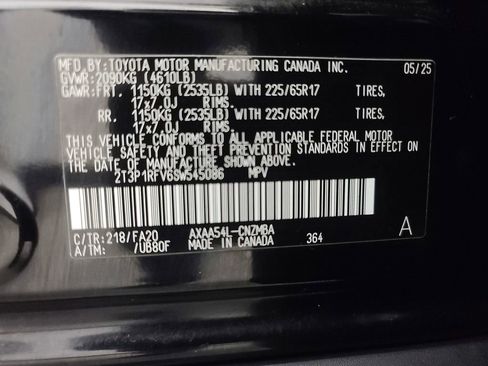 MFD.BY: TOYOTA MOTOR MANUFACTURING CANADA INC. 05/25
GVWR: 2090KG (4610LB)
GAWR: FRT. 1150KG (2535LB) WITH 225/65R17 TIRES,
17x7.0J RIMS.
RR. 1150KG (2535LB) WITH 225/65R17 TIRES,
17x7.0J RIMS.
THIS VEHICLE CONFORMS TO ALL APPLICABLE FEDERAL MOTOR
VEHICLE SAFETY AND THEFT PREVENTION STANDARDS IN EFFECT ON
THE DATE OF MANUFACTURE SHOWN ABOVE.
2T3P1RFV6SW545086 MPV
C/TR: 218/FA20 AXAA54L-CNZMBA 364 A
A/TM: /UB80F MADE IN CANADA